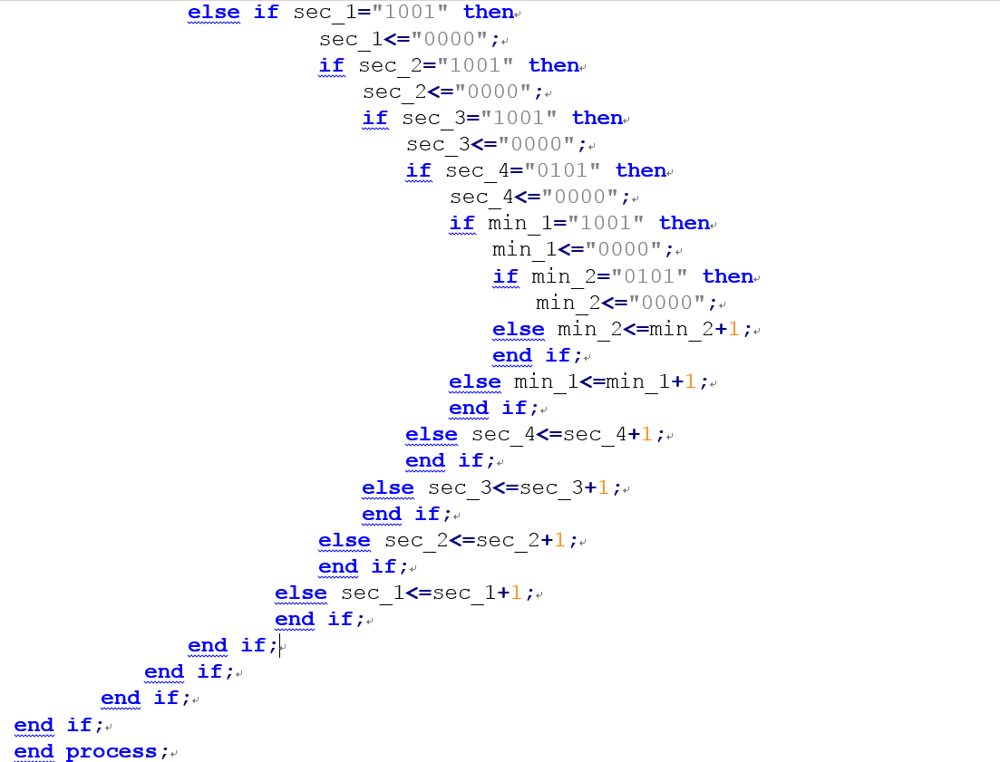 else if sec_1="1001" then
sec_1<="0000";
if sec_2="1001" then
sec_2<="0000";
if sec_3="1001" then
sec_3<="0000";
if sec_4="0101" then
sec_4<="0000";
if min_1="1001" then
min_1<="0000";
if min_2="0101" then
min_2<="0000";
else min_2<=min_2+1;
end if;
else min_1<=min_1+1;
end if;
else sec_4<=sec_4+1;
end if;
else sec_3<=sec_3+1;
end if;
else sec_2<=sec_2+1;
end if;
else sec_1<=sec_1+1;
end if;
end if;
end if;
end if;
end if;
end process;